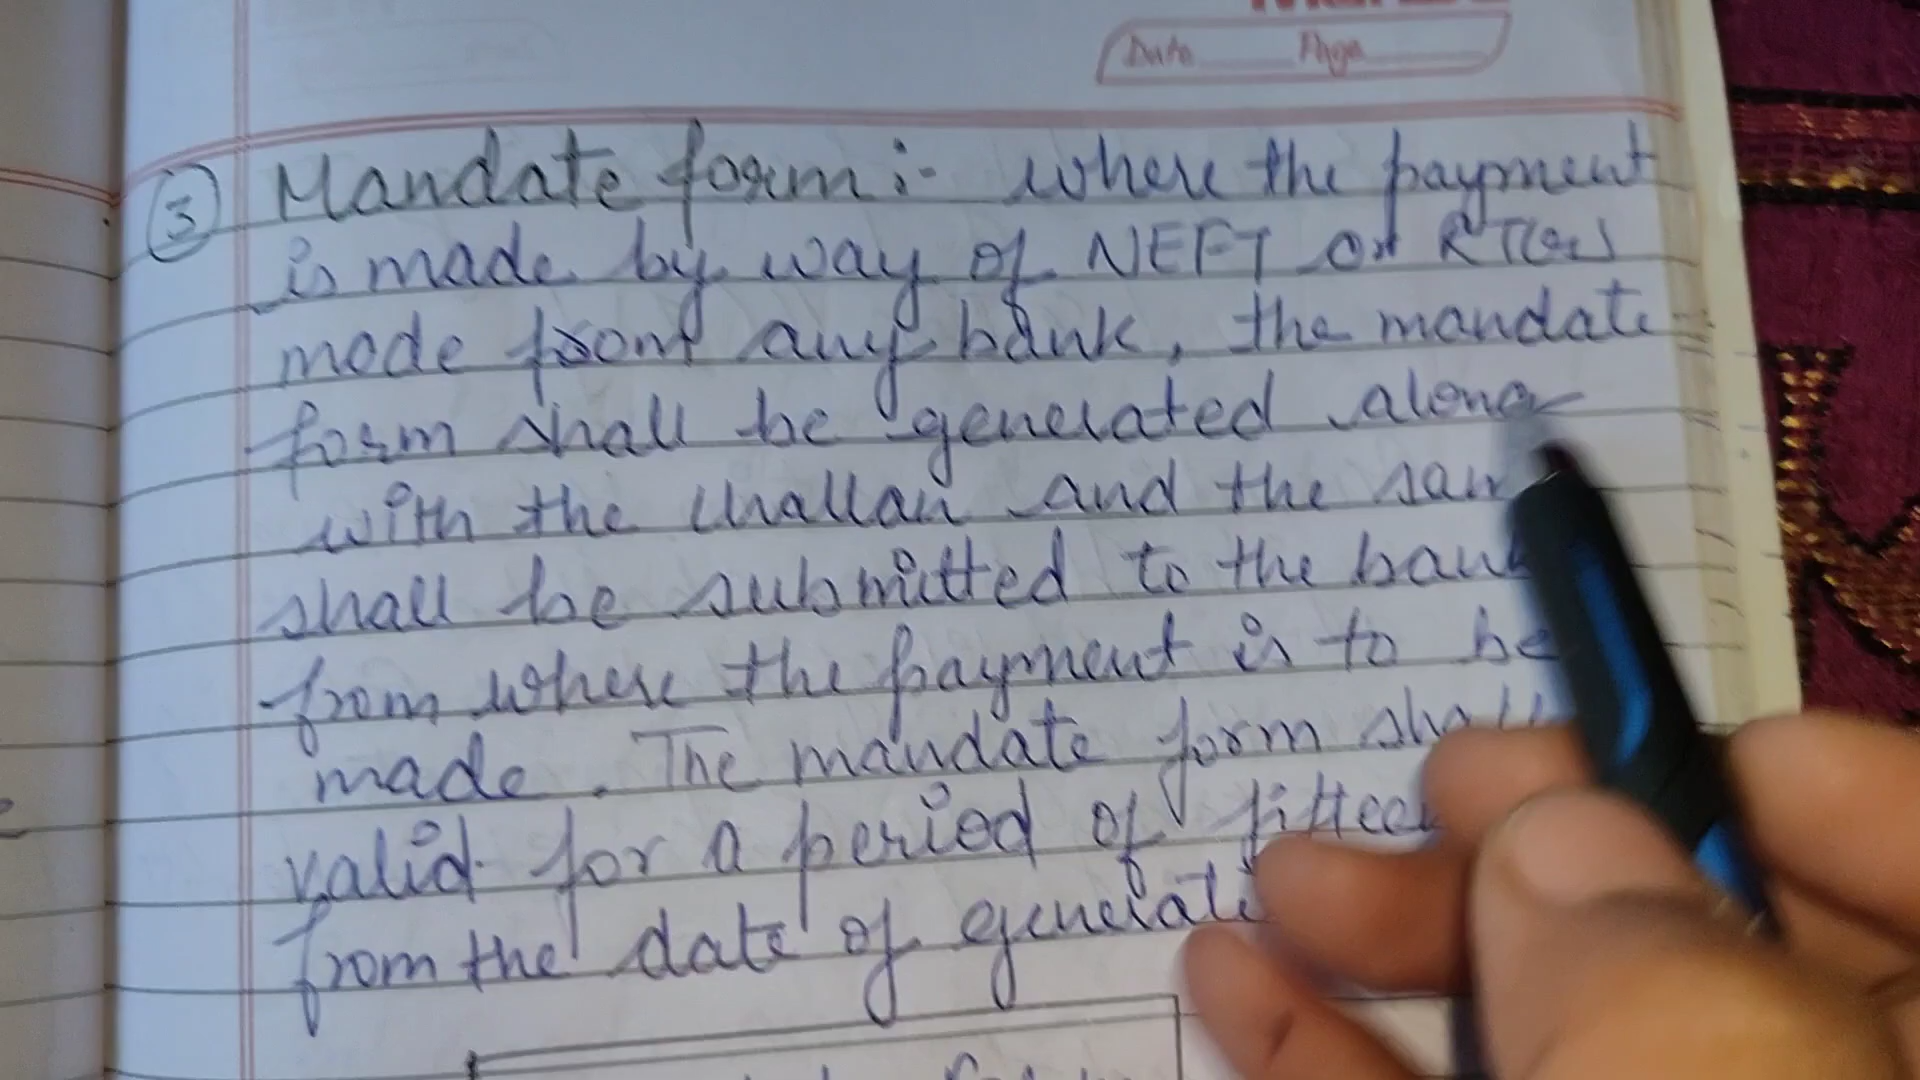 Date Page
③ Mandate form :- where the payment
is made by way of NEFT or RTGS
mode from any bank, the mandate
form shall be generated along
with the challan and the
shall be submitted to the bank
from where the payment is to be
made. The mandate form shall
valid for a period of
from the date of